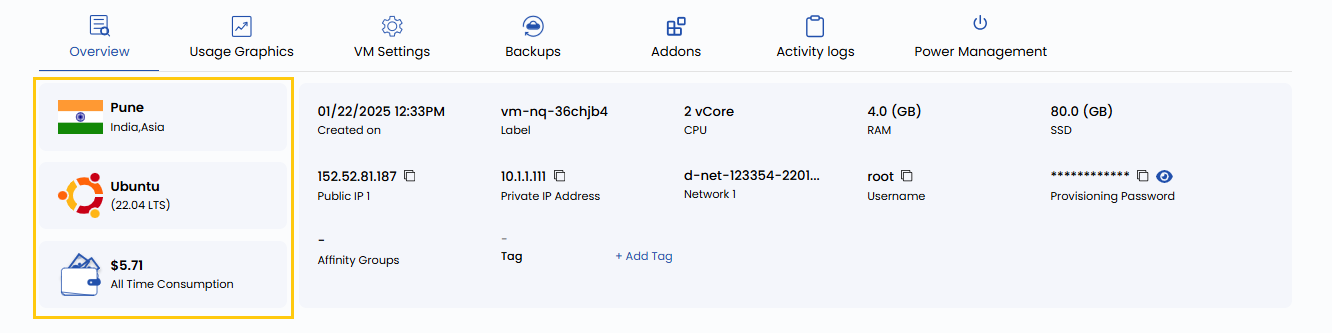 Overview
Usage Graphics
VM Settings
Backups
Addons
Activity logs
Power Management
Pune
India,Asia
Ubuntu
(22.04 LTS)
$5.71
All Time Consumption
01/22/2025 12:33PM
Created on
vm-nq-36chjb4
Label
2 vCore
CPU
4.0 (GB)
RAM
80.0 (GB)
SSD
152.52.81.187
Public IP 1
10.1.1.111
Private IP Address
d-net-123354-2201...
Network 1
root
Username
************
Provisioning Password
-
Affinity Groups
-
Tag
+ Add Tag